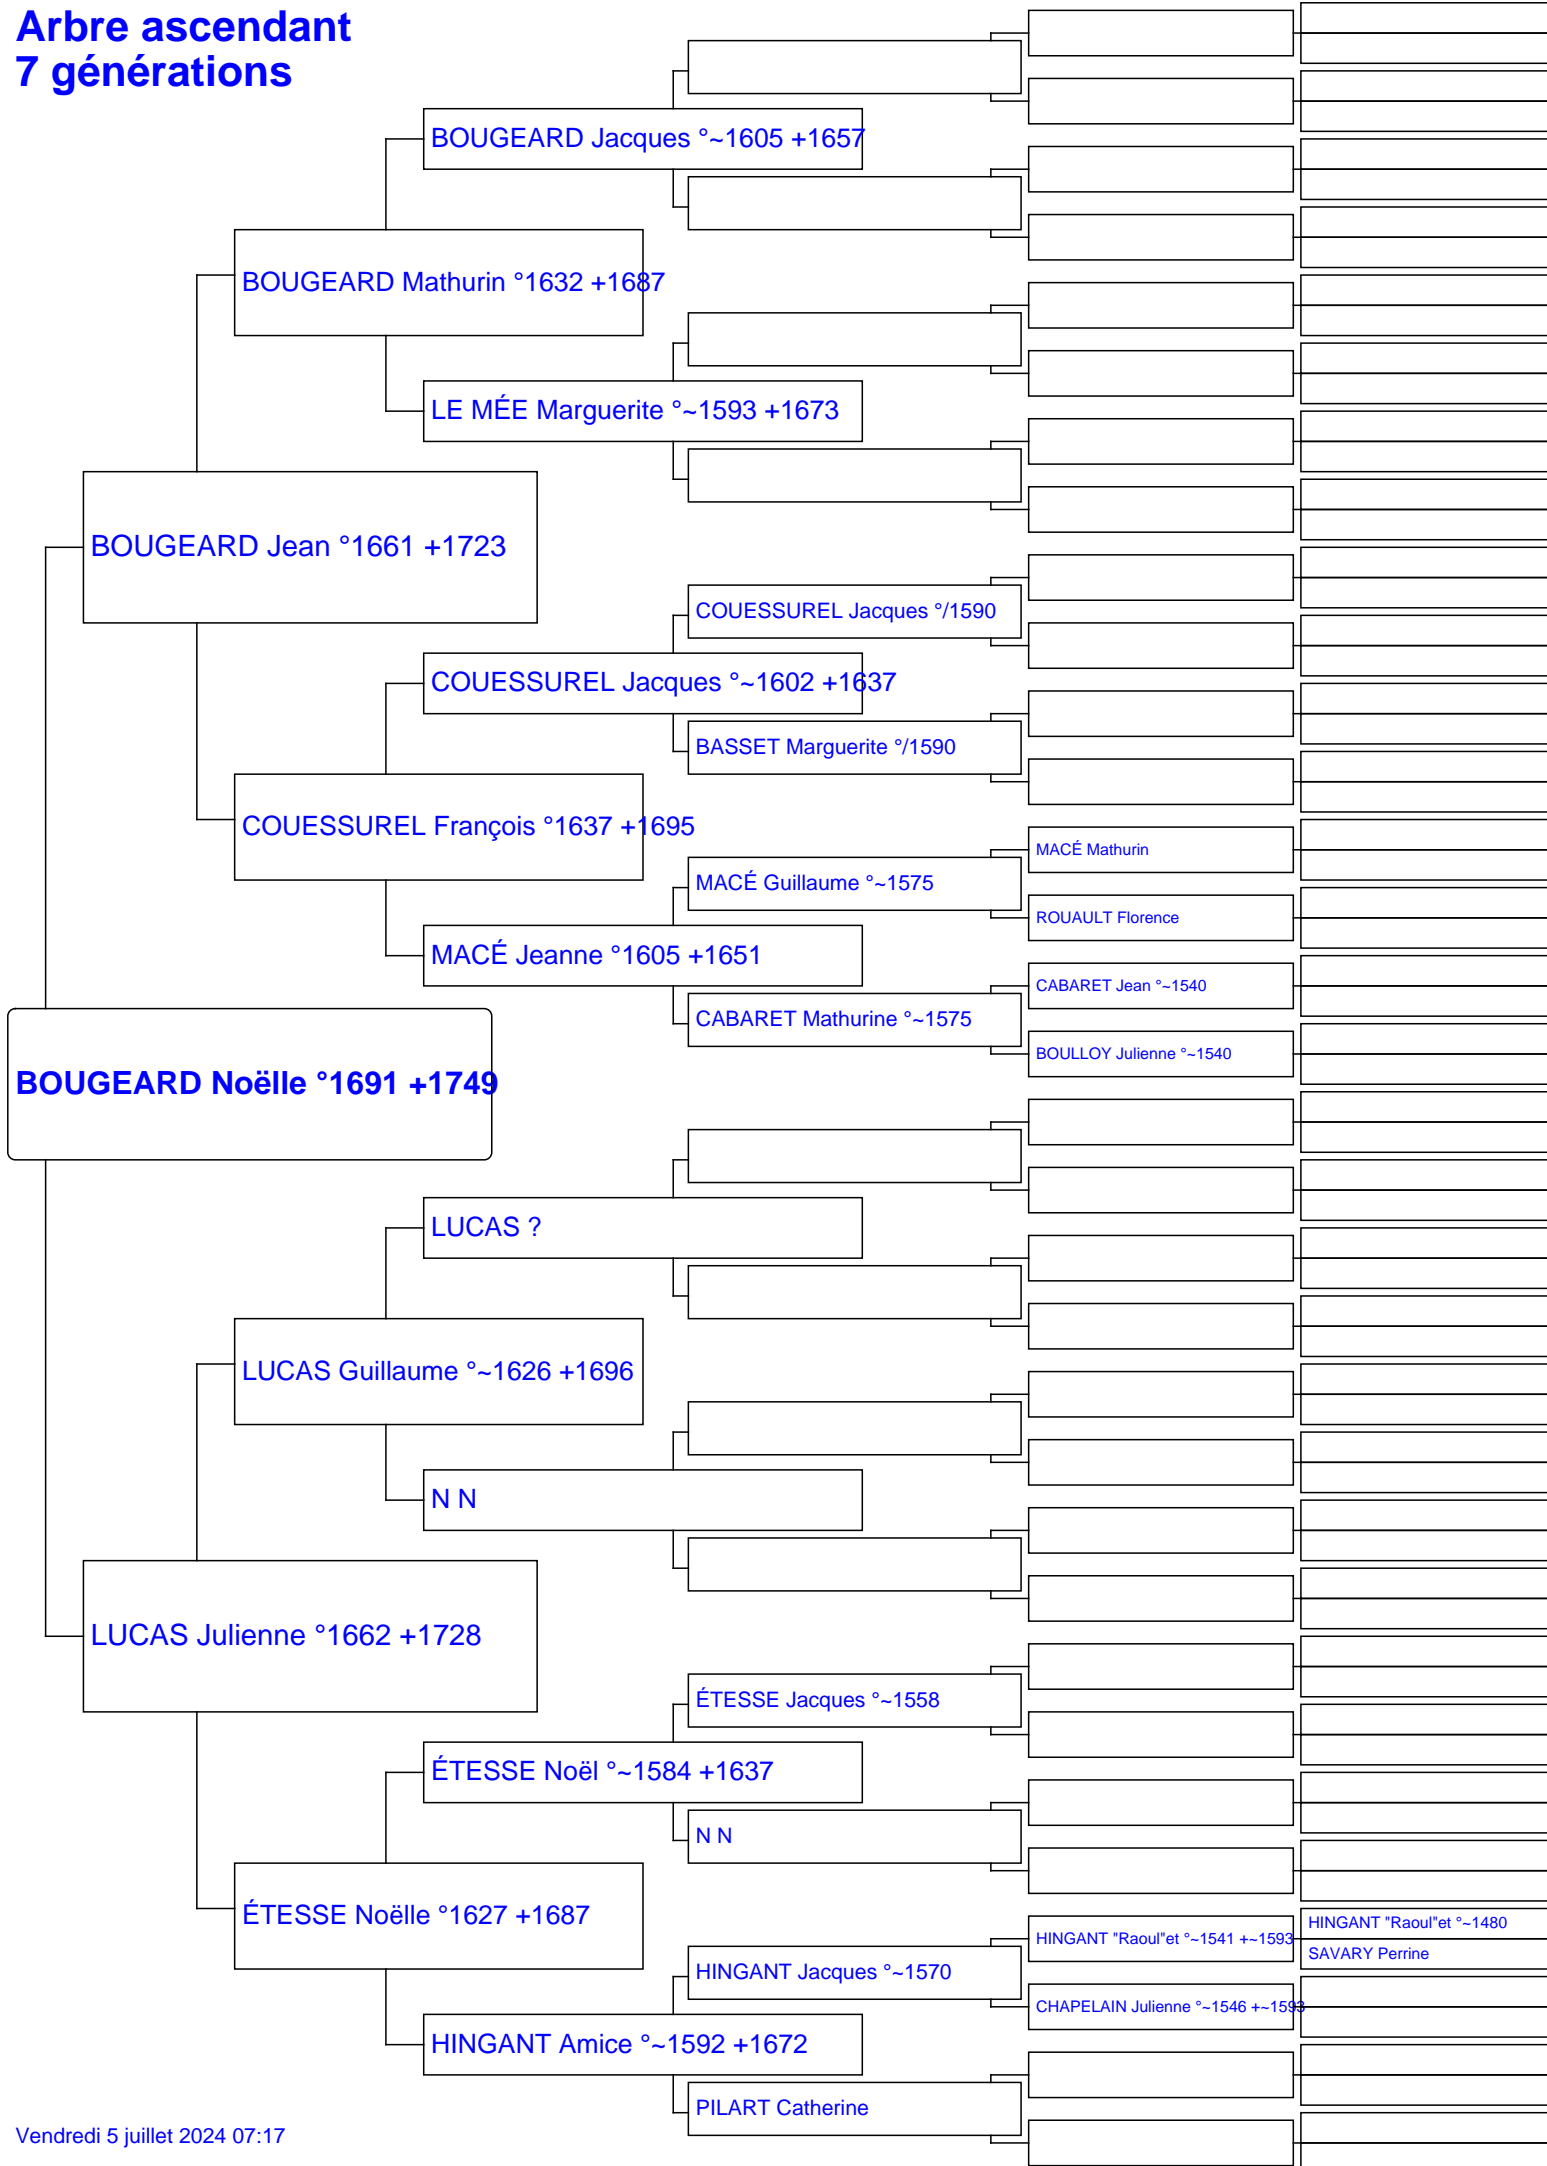 Arbre ascendant
7 générations
BOUGEARD Jacques °~1605 +1657
BOUGEARD Mathurin °1632 +1687
LE MÉE Marguerite °~1593 +1673
BOUGEARD Jean °1661 +1723
COUESSUREL Jacques °/1590
COUESSUREL Jacques °~1602 +1637
BASSET Marguerite °/1590
COUESSUREL François °1637 +1695
MACÉ Mathurin
MACÉ Guillaume °~1575
ROUAULT Florence
MACÉ Jeanne °1605 +1651
CABARET Jean °~1540
CABARET Mathurine °~1575
BOULLOY Julienne °~1540
BOUGEARD Noëlle °1691 +1749
LUCAS ?
LUCAS Guillaume °~1626 +1696
N N
LUCAS Julienne °1662 +1728
ÉTESSE Jacques °~1558
ÉTESSE Noël °~1584 +1637
N N
ÉTESSE Noëlle °1627 +1687
HINGANT "Raoul"et °~1480
HINGANT "Raoul"et °~1541 +~1593
SAVARY Perrine
HINGANT Jacques °~1570
CHAPELAIN Julienne °~1546 +~1593
HINGANT Amice °~1592 +1672
PILART Catherine
Vendredi 5 juillet 2024 07:17